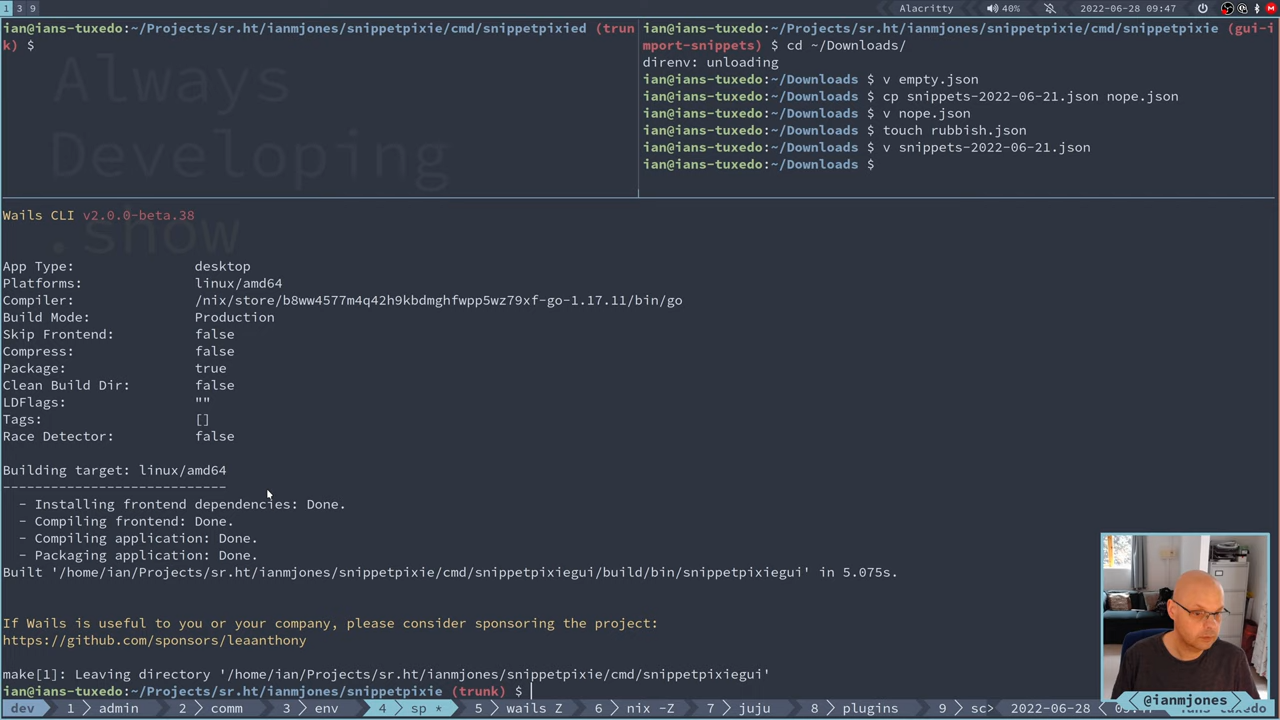 1 3 9
Alacritty
40%
2022-06-28 09:47
ian@ians-tuxedo:~/Projects/sr.ht/ianmjones/snippetpixie/cmd/snippetpixied (trun
k) $
Always
Developing
.show
ian@ians-tuxedo:~/Projects/sr.ht/ianmjones/snippetpixie/cmd/snippetpixie (gui-i
mport-snippets) $ cd ~/Downloads/
direnv: unloading
ian@ians-tuxedo:~/Downloads $ v empty.json
ian@ians-tuxedo:~/Downloads $ cp snippets-2022-06-21.json nope.json
ian@ians-tuxedo:~/Downloads $ v nope.json
ian@ians-tuxedo:~/Downloads $ touch rubbish.json
ian@ians-tuxedo:~/Downloads $ v snippets-2022-06-21.json
ian@ians-tuxedo:~/Downloads $
Wails CLI v2.0.0-beta.38
App Type: desktop
Platforms: linux/amd64
Compiler: /nix/store/b8ww4577m4q42h9kbdmghfwpp5wz79xf-go-1.17.11/bin/go
Build Mode: Production
Skip Frontend: false
Compress: false
Package: true
Clean Build Dir: false
LDFlags: ""
Tags: []
Race Detector: false
Building target: linux/amd64
----------------------------
- Installing frontend dependencies: Done.
- Compiling frontend: Done.
- Compiling application: Done.
- Packaging application: Done.
Built '/home/ian/Projects/sr.ht/ianmjones/snippetpixie/cmd/snippetpixiegui/build/bin/snippetpixiegui' in 5.075s.
If Wails is useful to you or your company, please consider sponsoring the project:
https://github.com/sponsors/leaanthony
make[1]: Leaving directory '/home/ian/Projects/sr.ht/ianmjones/snippetpixie/cmd/snippetpixiegui'
ian@ians-tuxedo:~/Projects/sr.ht/ianmjones/snippetpixie (trunk) $
@ianmjones
dev 1 admin 2 comm 3 env 4 sp * 5 wails Z 6 nix -Z 7 juju 8 plugins 9 sc> 2022-06-28